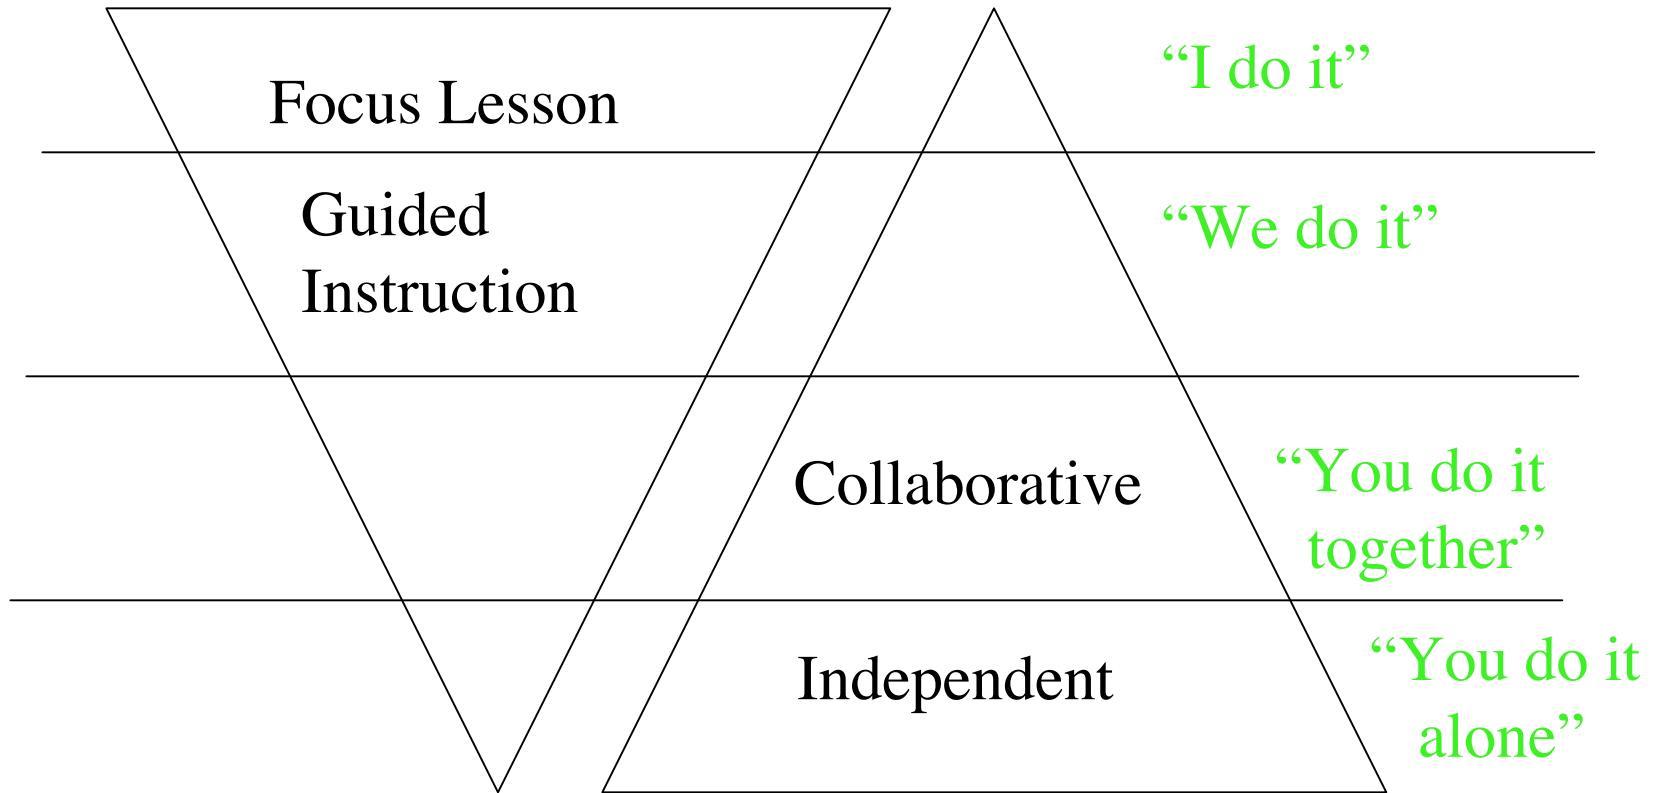 Focus Lesson
“I do it”
Guided
Instruction
“We do it”
Collaborative
“You do it
together”
Independent
“You do it
alone”